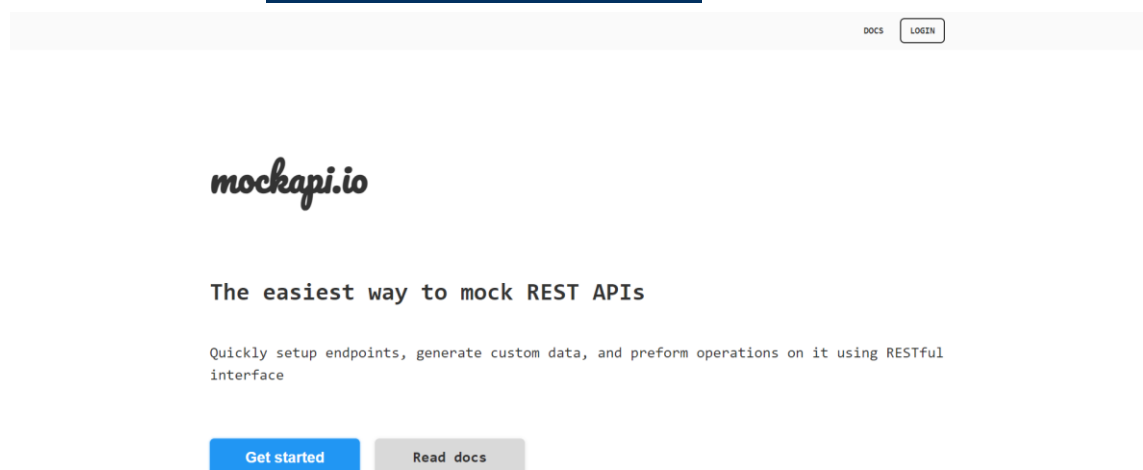 DOCS LOGIN
mockapi.io
The easiest way to mock REST APIs
Quickly setup endpoints, generate custom data, and preform operations on it using RESTful
interface
Get started Read docs